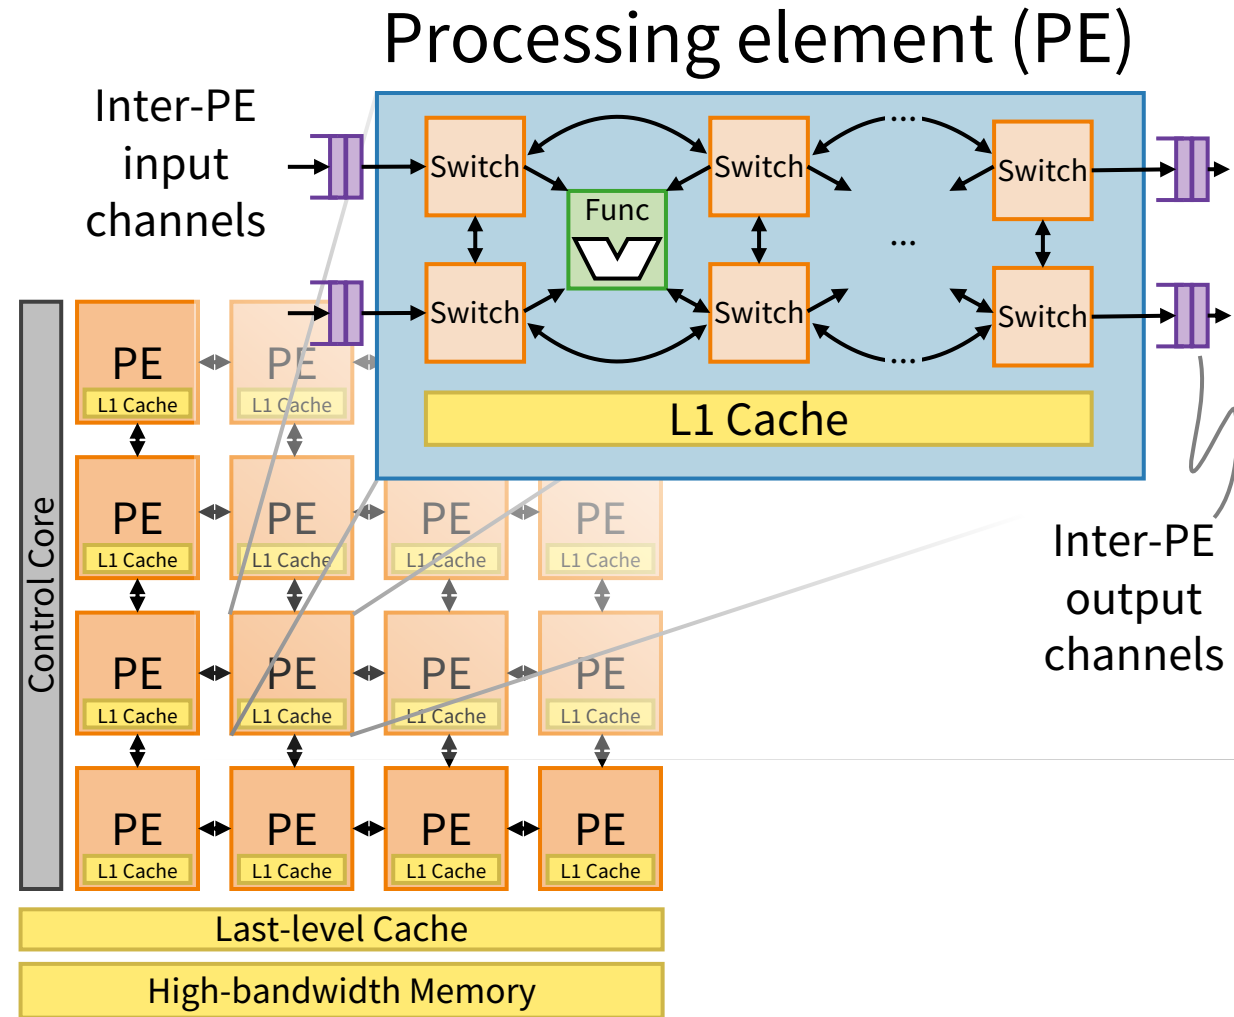 Processing element (PE)
Inter-PE
input
channels
Switch
Switch
...
Switch
Func
...
Switch
Switch
...
Switch
L1 Cache
Inter-PE
output
channels
Control Core
PE
L1 Cache
PE
L1 Cache
PE
L1 Cache
PE
L1 Cache
PE
L1 Cache
PE
L1 Cache
PE
L1 Cache
PE
L1 Cache
PE
L1 Cache
PE
L1 Cache
PE
L1 Cache
PE
L1 Cache
PE
L1 Cache
PE
L1 Cache
Last-level Cache
High-bandwidth Memory